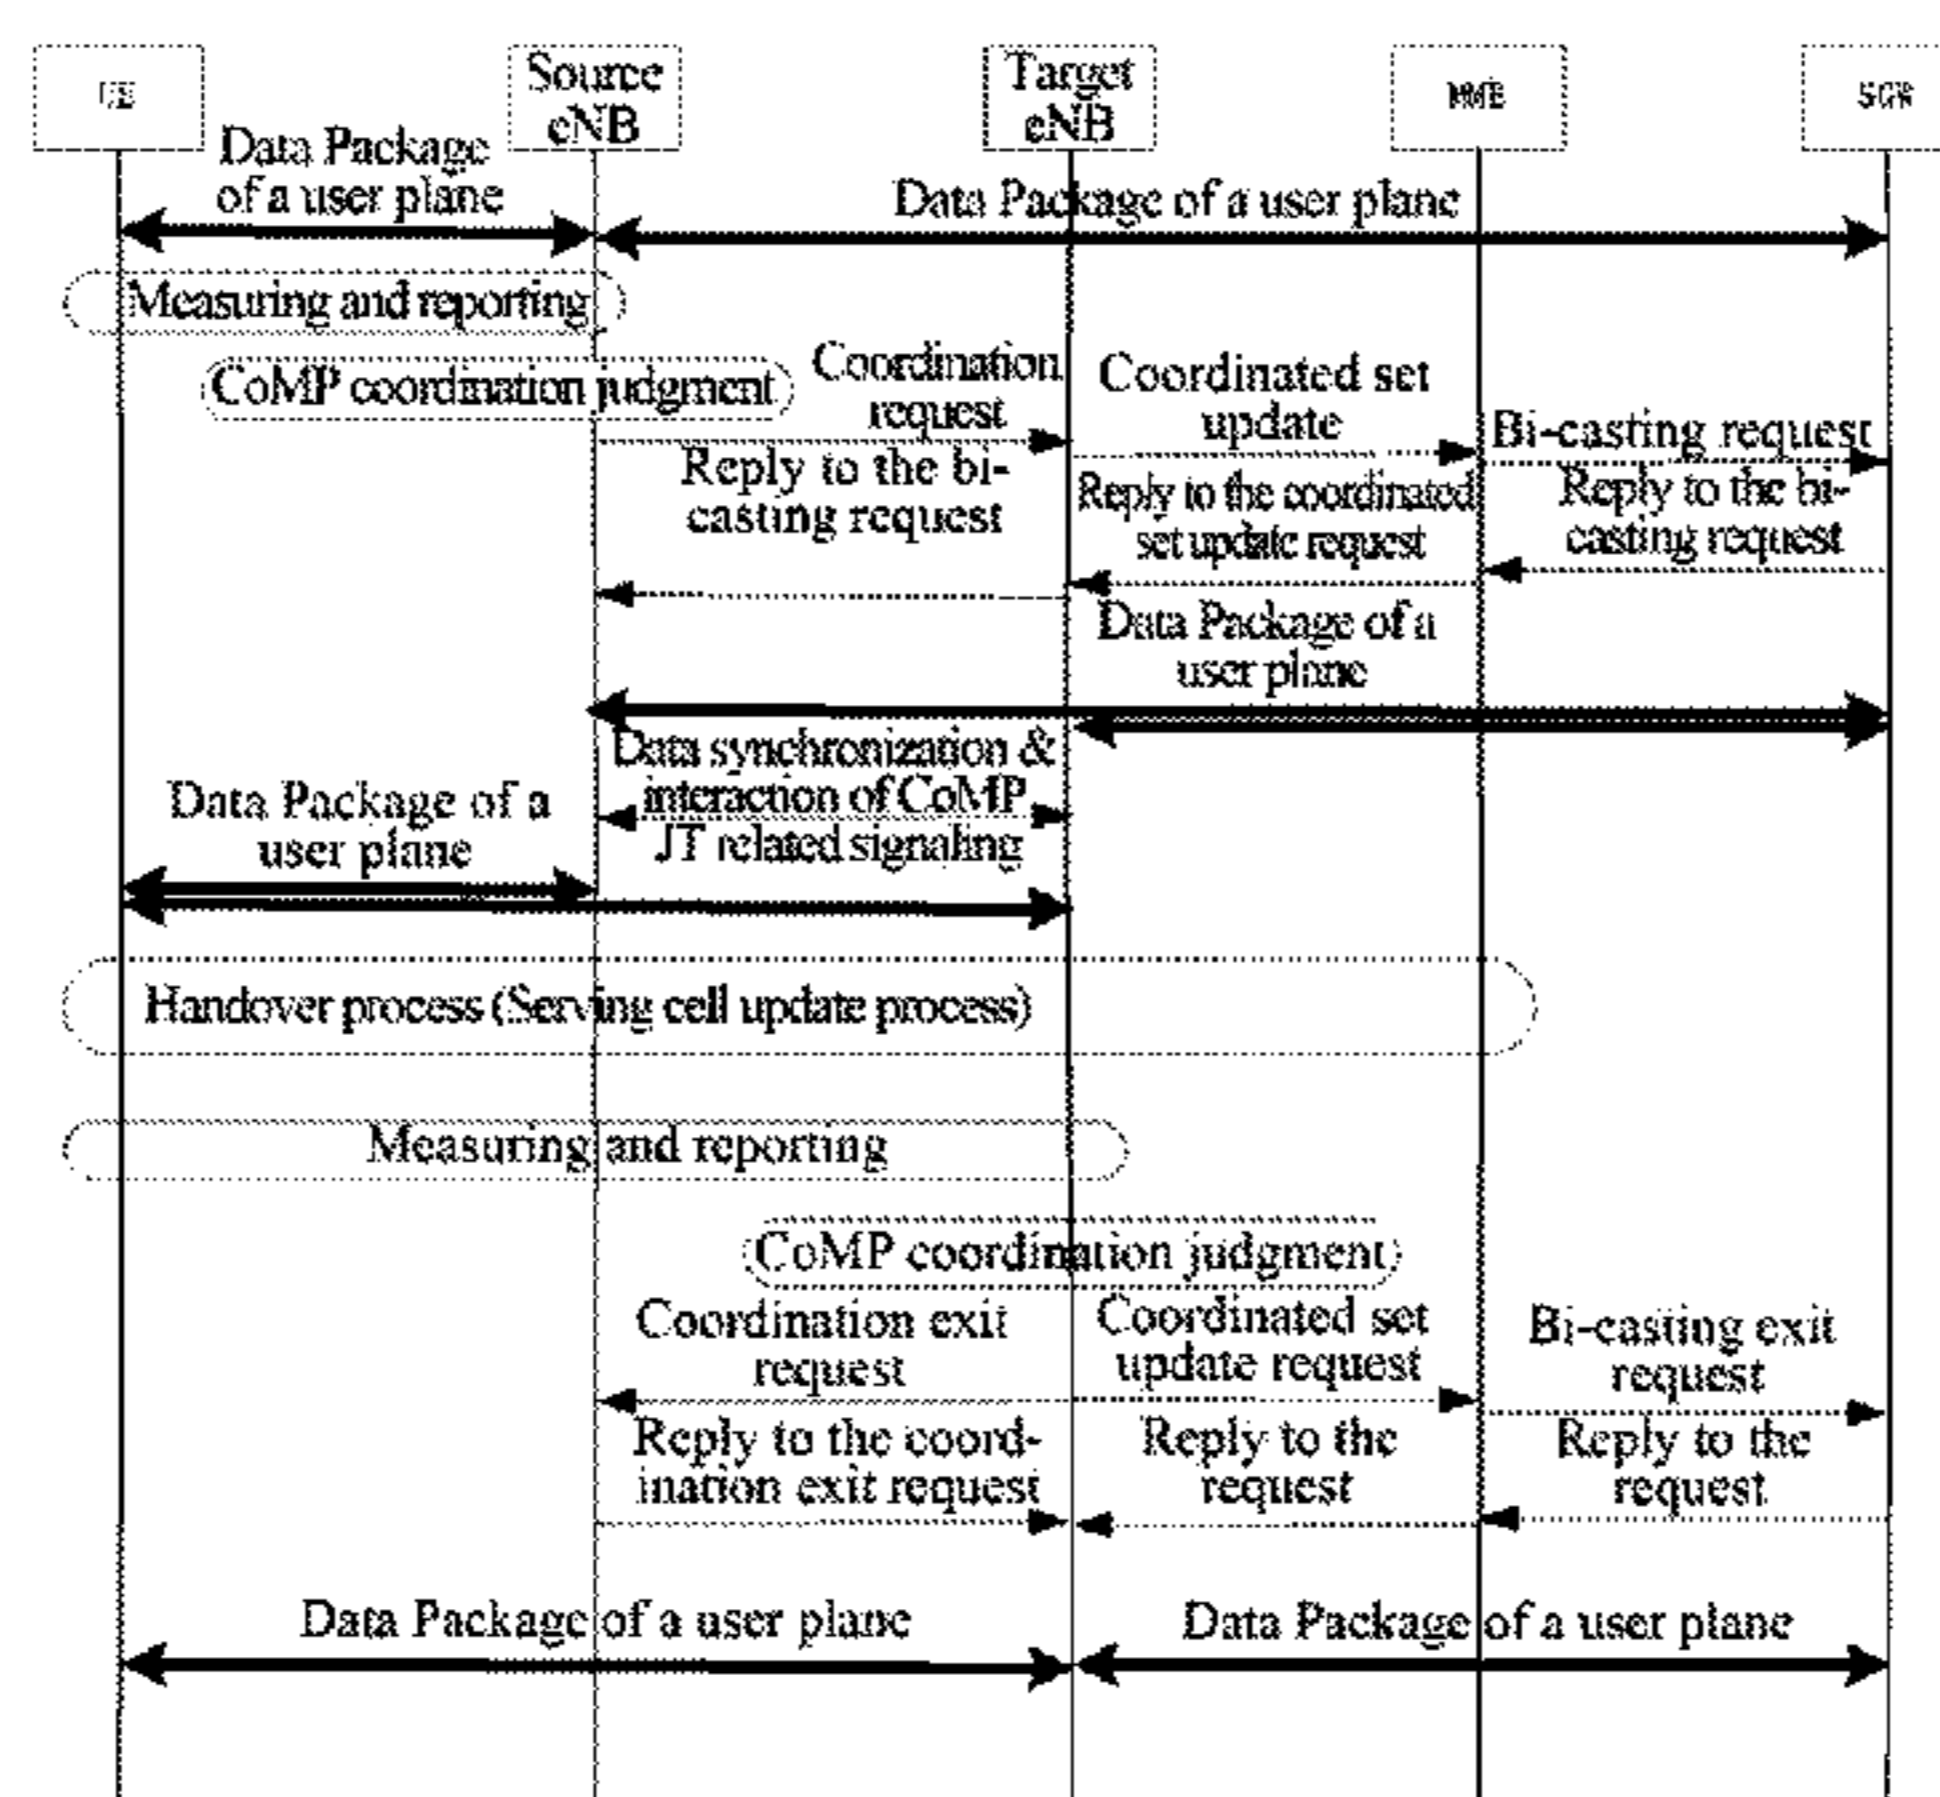 UE
Source
eNB
Target
eNB
MME
SGW
Data Package
of a user plane
Data Package of a user plane
Measuring and reporting
CoMP coordination judgment
Coordination
request
Coordinated set
update
Bi-casting request
Reply to the bi-
casting request
Reply to the coordinated
set update request
Reply to the bi-
casting request
Data Package of a
user plane
Data synchronization &
interaction of CoMP
JT related signaling
Data Package of a
user plane
Handover process (Serving cell update process)
Measuring and reporting
CoMP coordination judgment
Coordination exit
request
Coordinated set
update request
Bi-casting exit
request
Reply to the coord-
ination exit request
Reply to the
request
Reply to the
request
Data Package of a user plane
Data Package of a user plane